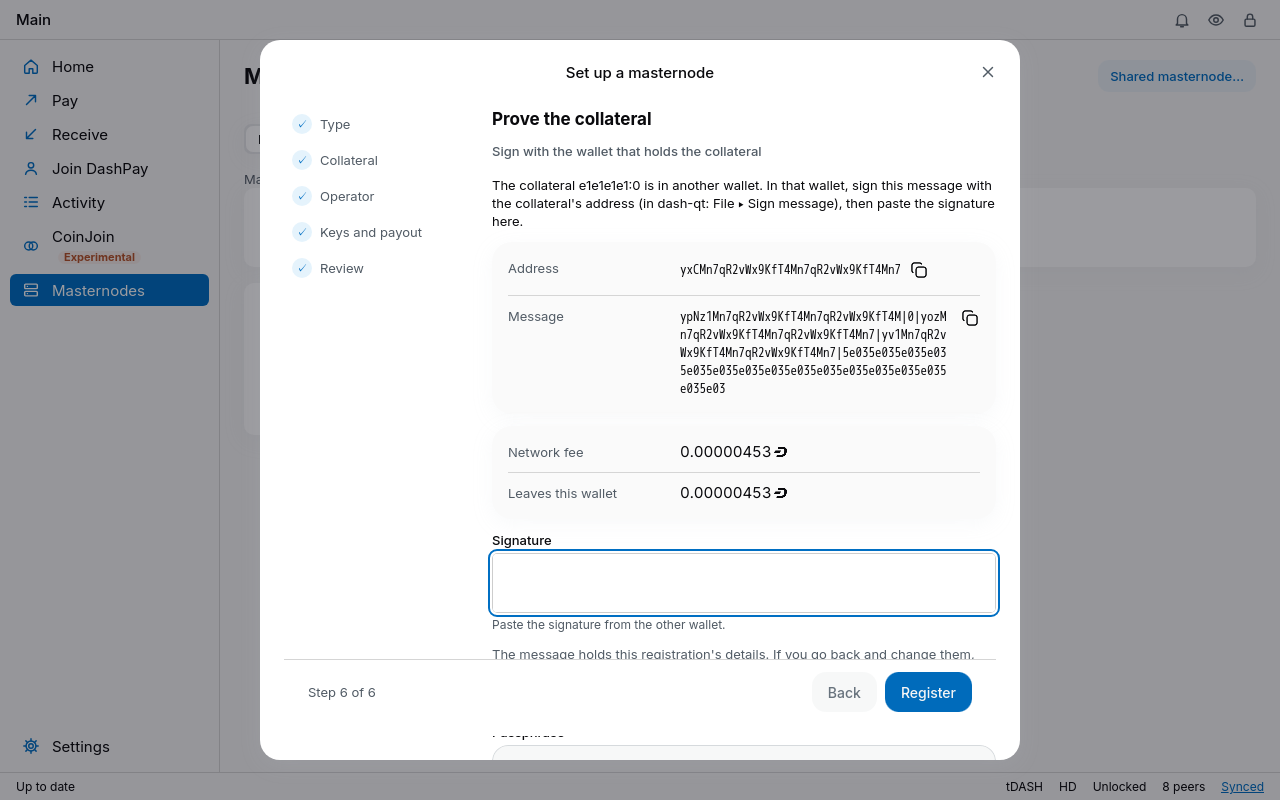 Main
Home
Pay
Receive
Join DashPay
Activity
CoinJoin
Experimental
Masternodes
Settings
Shared masternode...
Set up a masternode
✓ Type
✓ Collateral
✓ Operator
✓ Keys and payout
✓ Review
Prove the collateral
Sign with the wallet that holds the collateral
The collateral e1e1e1e1:0 is in another wallet. In that wallet, sign this message with
the collateral's address (in dash-qt: File ▸ Sign message), then paste the signature
here.
Address
yxCMn7qR2vWx9KfT4Mn7qR2vWx9KfT4Mn7
Message
ypNz1Mn7qR2vWx9KfT4Mn7qR2vWx9KfT4M|0|yozM
n7qR2vWx9KfT4Mn7qR2vWx9KfT4Mn7|yv1Mn7qR2v
Wx9KfT4Mn7qR2vWx9KfT4Mn7|5e035e035e035e03
5e035e035e035e035e035e035e035e035e035e035
e035e03
Network fee
0.00000453
Leaves this wallet
0.00000453
Signature
Paste the signature from the other wallet.
The message holds this registration's details. If you go back and change them,
Step 6 of 6
Back
Register
Passphrase
Up to date
tDASH
HD
Unlocked
8 peers
Synced